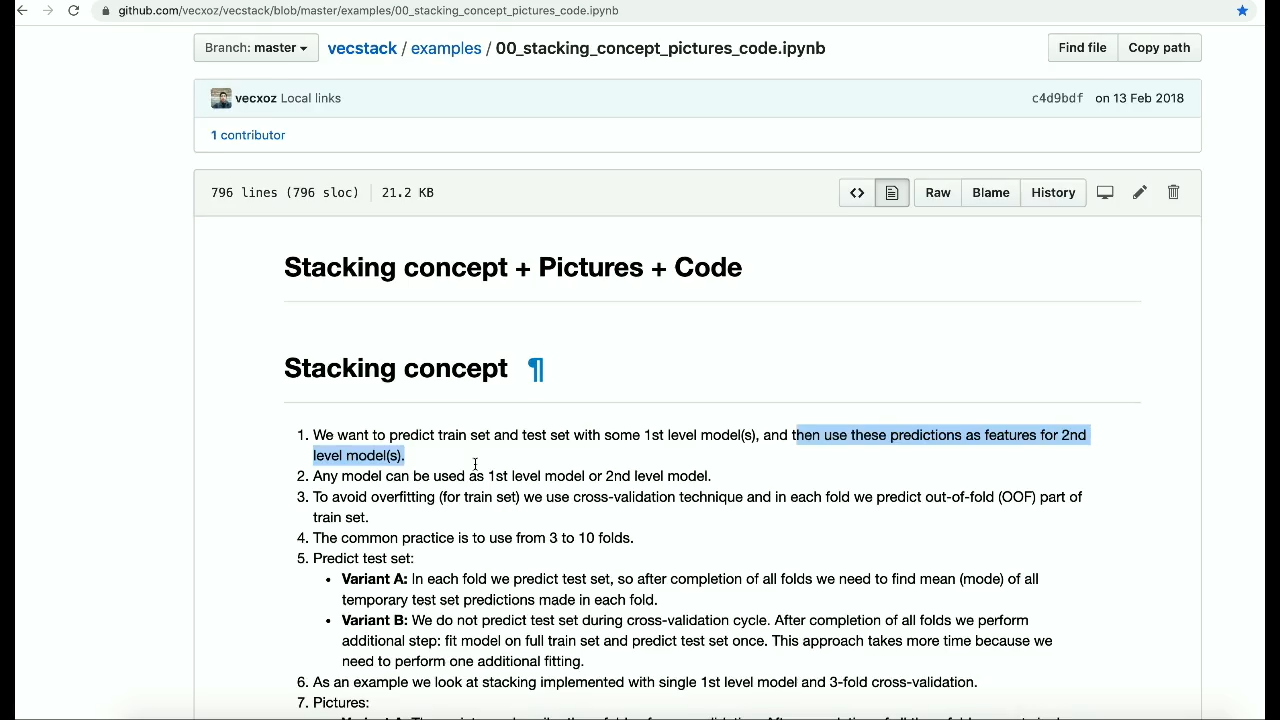 github.com/vecxoz/vecstack/blob/master/examples/00_stacking_concept_pictures_code.ipynb
Branch: master
vecstack / examples / 00_stacking_concept_pictures_code.ipynb
Find file
Copy path
vecxoz Local links
c4d9bdf on 13 Feb 2018
1 contributor
796 lines (796 sloc) 21.2 KB
Raw
Blame
History
Stacking concept + Pictures + Code
Stacking concept ¶
1. We want to predict train set and test set with some 1st level model(s), and then use these predictions as features for 2nd
level model(s).
2. Any model can be used as 1st level model or 2nd level model.
3. To avoid overfitting (for train set) we use cross-validation technique and in each fold we predict out-of-fold (OOF) part of
train set.
4. The common practice is to use from 3 to 10 folds.
5. Predict test set:
• Variant A: In each fold we predict test set, so after completion of all folds we need to find mean (mode) of all
temporary test set predictions made in each fold.
• Variant B: We do not predict test set during cross-validation cycle. After completion of all folds we perform
additional step: fit model on full train set and predict test set once. This approach takes more time because we
need to perform one additional fitting.
6. As an example we look at stacking implemented with single 1st level model and 3-fold cross-validation.
7. Pictures: